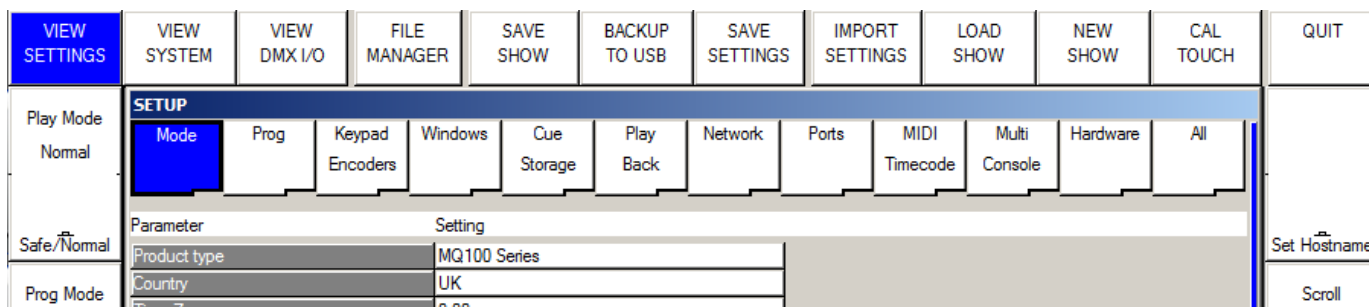 VIEW SETTINGS
VIEW SYSTEM
VIEW DMX I/O
FILE MANAGER
SAVE SHOW
BACKUP TO USB
SAVE SETTINGS
IMPORT SETTINGS
LOAD SHOW
NEW SHOW
CAL TOUCH
QUIT
Play Mode
Normal
Safe/Normal
Prog Mode
SETUP
Mode
Prog
Keypad Encoders
Windows
Cue Storage
Play Back
Network
Ports
MIDI Timecode
Multi Console
Hardware
All
Parameter Setting
Product type MQ100 Series
Country UK
Set Hostname
Scroll